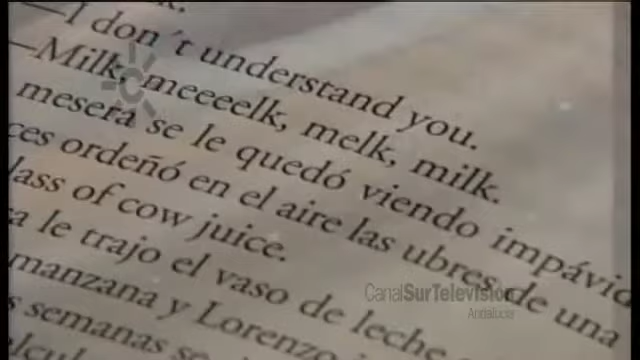 —I don´t understand you.
—Milk, meeeelk, melk, milk.
mesera se le quedó viendo impávid
ces ordeñó en el aire las ubres de una
lass of cow juice.
a le trajo el vaso de leche
manzana y Lorenzo
s semanas se
CanalSurTelevisión
Andalucía